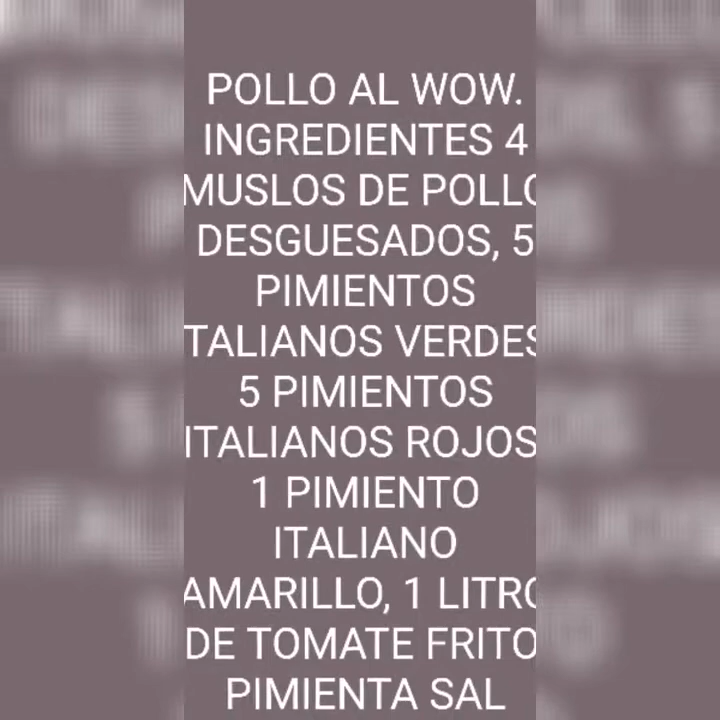 POLLO AL WOW.
INGREDIENTES 4
MUSLOS DE POLLO
DESGUESADOS, 5
PIMIENTOS
ITALIANOS VERDES
5 PIMIENTOS
ITALIANOS ROJOS
1 PIMIENTO
ITALIANO
AMARILLO, 1 LITRO
DE TOMATE FRITO
PIMIENTA SAL